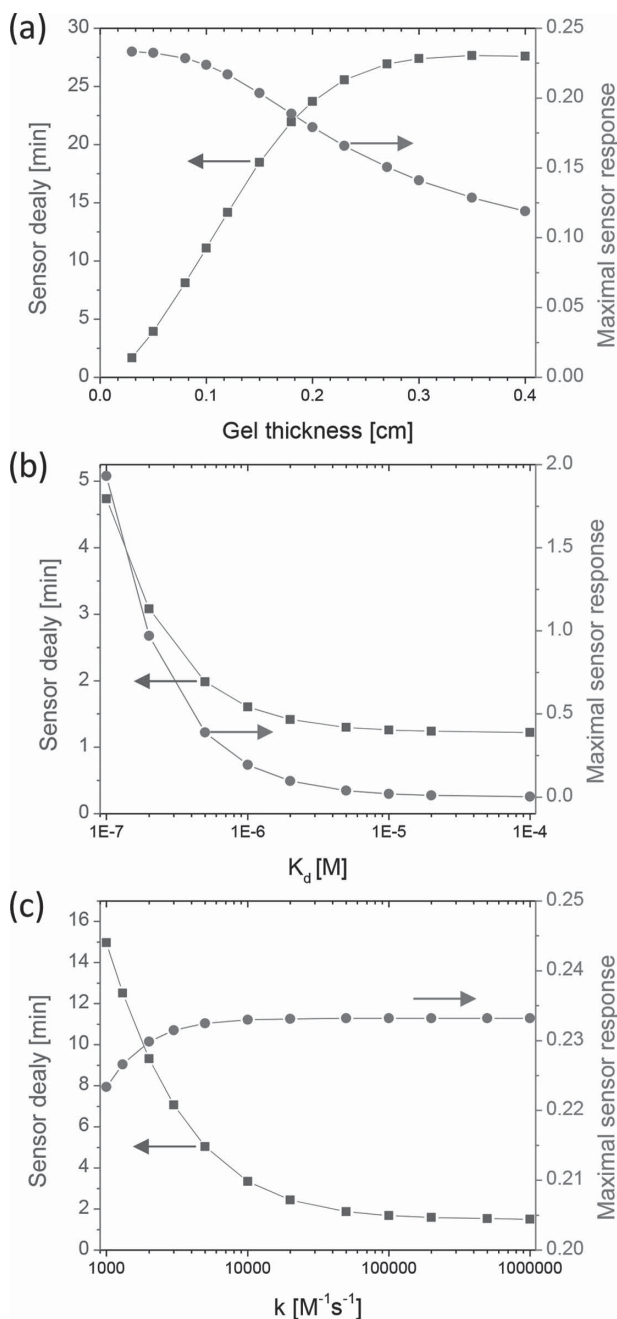 (a)
30
25
20
15
10
5
0
Sensor dealy [min]
0.25
0.20
0.15
0.10
0.05
0.00
Maximal sensor response
0.0 0.1 0.2 0.3 0.4
Gel thickness [cm]
(b)
5
4
3
2
1
0
Sensor dealy [min]
2.0
1.5
1.0
0.5
0.0
Maximal sensor response
1E-7 1E-6 1E-5 1E-4
Kd [M]
(c)
16
14
12
10
8
6
4
2
0
Sensor dealy [min]
0.25
0.24
0.23
0.22
0.21
0.20
Maximal sensor response
1000 10000 100000 1000000
k [M⁻¹s⁻¹]